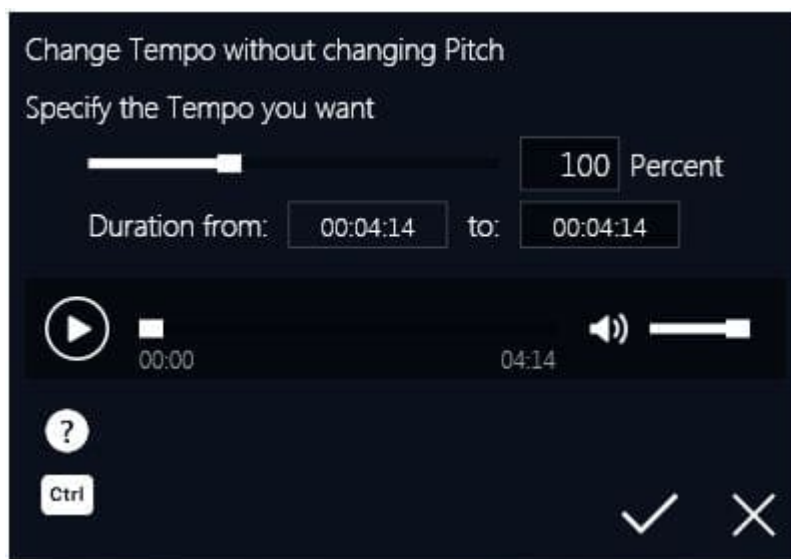 Change Tempo without changing Pitch
Specify the Tempo you want
100 Percent
Duration from: 00:04:14 to: 00:04:14
00:00 04:14
?
Ctrl